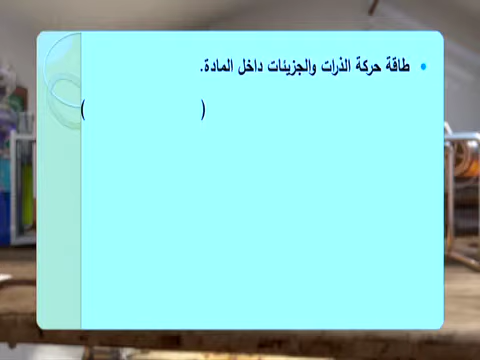 • طاقة حركة الذرات والجزيئات داخل المادة.
( )